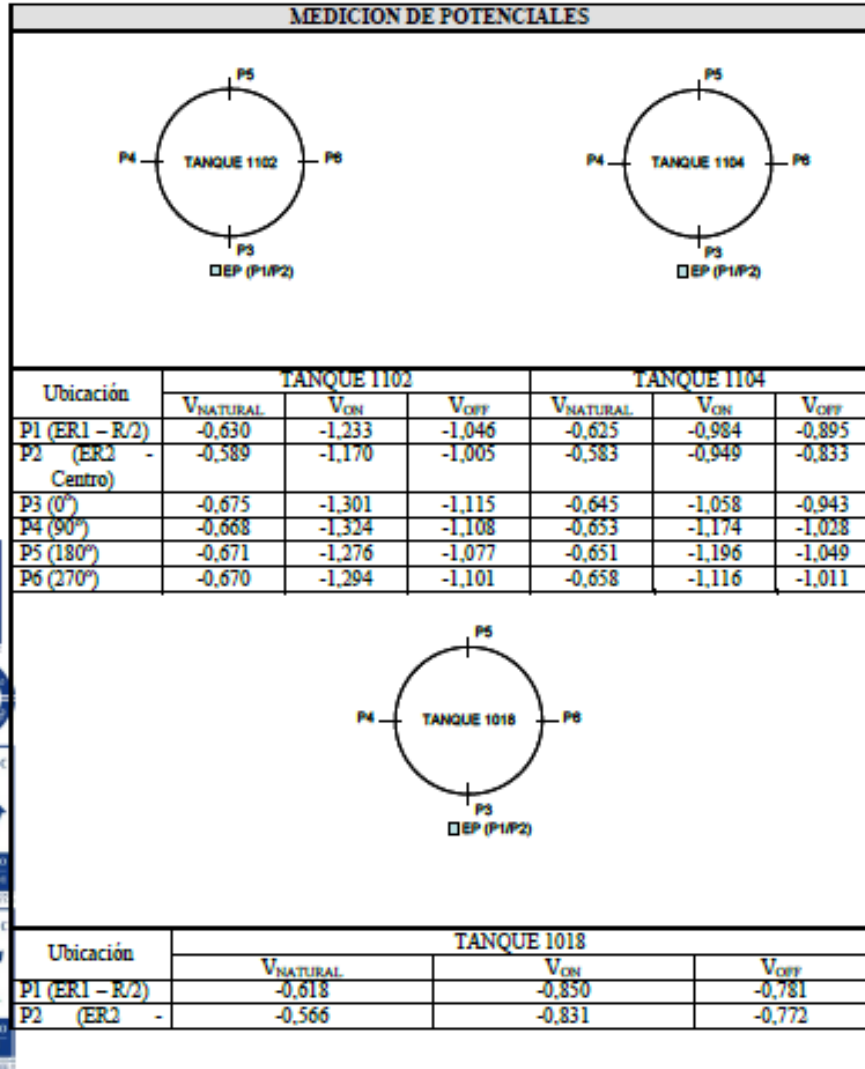 MEDICION DE POTENCIALES
P5
P4 TANQUE 1102 P6
P3
EP (P1/P2)
P5
P4 TANQUE 1104 P6
P3
EP (P1/P2)
Ubicación TANQUE 1102 TANQUE 1104
VNATURAL VON VOFF VNATURAL VON VOFF
P1 (ER1 – R/2) -0,630 -1,233 -1,046 -0,625 -0,984 -0,895
P2 (ER2 - Centro) -0,589 -1,170 -1,005 -0,583 -0,949 -0,833
P3 (0º) -0,675 -1,301 -1,115 -0,645 -1,058 -0,943
P4 (90º) -0,668 -1,324 -1,108 -0,653 -1,174 -1,028
P5 (180º) -0,671 -1,276 -1,077 -0,651 -1,196 -1,049
P6 (270º) -0,670 -1,294 -1,101 -0,658 -1,116 -1,011
P5
P4 TANQUE 1018 P6
P3
EP (P1/P2)
Ubicación TANQUE 1018
VNATURAL VON VOFF
P1 (ER1 – R/2) -0,618 -0,850 -0,781
P2 (ER2 - -0,566 -0,831 -0,772